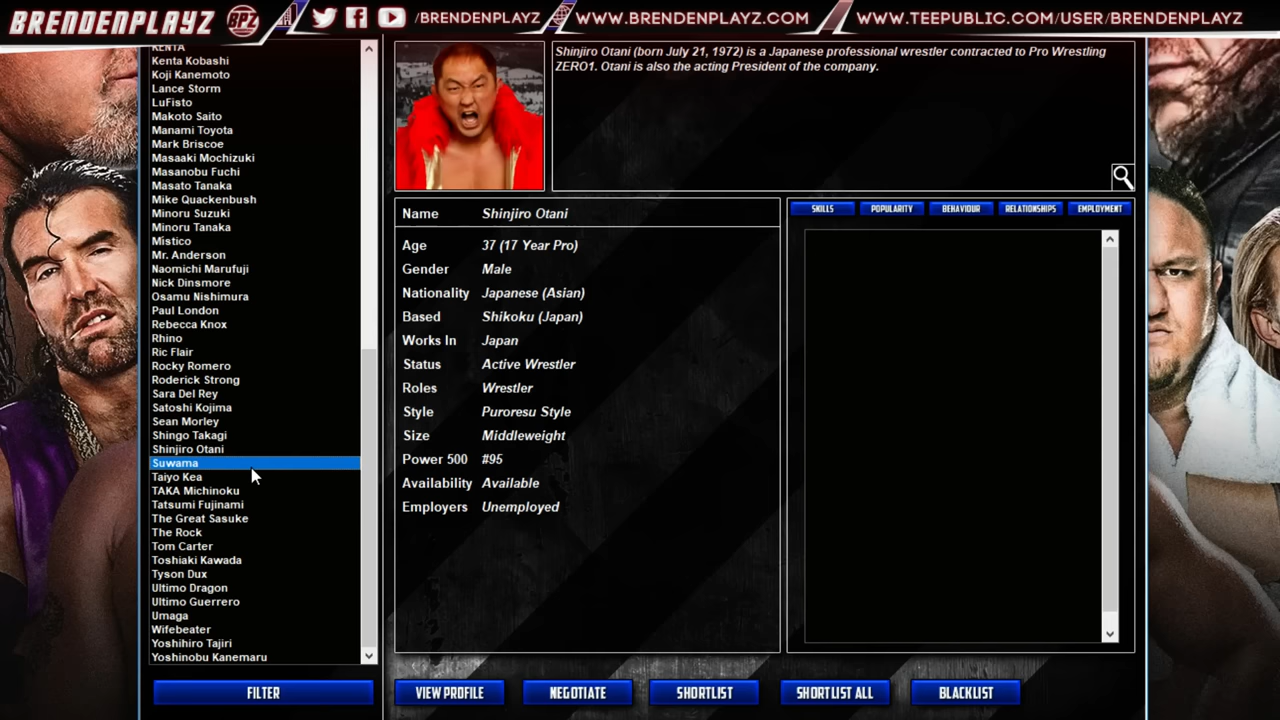 BRENDENPLAYZ BPZ /BRENDENPLAYZ WWW.BRENDENPLAYZ.COM WWW.TEEPUBLIC.COM/USER/BRENDENPLAYZ
KENTA
Kenta Kobashi
Koji Kanemoto
Lance Storm
LuFisto
Makoto Saito
Manami Toyota
Mark Briscoe
Masaaki Mochizuki
Masanobu Fuchi
Masato Tanaka
Mike Quackenbush
Minoru Suzuki
Minoru Tanaka
Mistico
Mr. Anderson
Naomichi Marufuji
Nick Dinsmore
Osamu Nishimura
Paul London
Rebecca Knox
Rhino
Ric Flair
Rocky Romero
Roderick Strong
Sara Del Rey
Satoshi Kojima
Sean Morley
Shingo Takagi
Shinjiro Otani
Suwama
Taiyo Kea
TAKA Michinoku
Tatsumi Fujinami
The Great Sasuke
The Rock
Tom Carter
Toshiaki Kawada
Tyson Dux
Ultimo Dragon
Ultimo Guerrero
Umaga
Wifebeater
Yoshihiro Tajiri
Yoshinobu Kanemaru
FILTER
Shinjiro Otani (born July 21, 1972) is a Japanese professional wrestler contracted to Pro Wrestling
ZERO1. Otani is also the acting President of the company.
Name Shinjiro Otani
Age 37 (17 Year Pro)
Gender Male
Nationality Japanese (Asian)
Based Shikoku (Japan)
Works In Japan
Status Active Wrestler
Roles Wrestler
Style Puroresu Style
Size Middleweight
Power 500 #95
Availability Available
Employers Unemployed
SKILLS POPULARITY BEHAVIOUR RELATIONSHIPS EMPLOYMENT
VIEW PROFILE NEGOTIATE SHORTLIST SHORTLIST ALL BLACKLIST